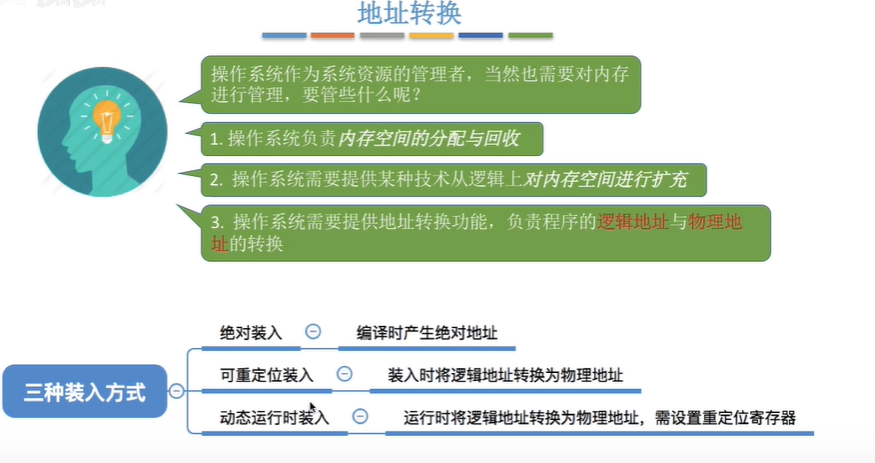 地址转换
操作系统作为系统资源的管理者，当然也需要对内存
进行管理，要管些什么呢？
1. 操作系统负责内存空间的分配与回收
2. 操作系统需要提供某种技术从逻辑上对内存空间进行扩充
3. 操作系统需要提供地址转换功能，负责程序的逻辑地址与物理地
址的转换
三种装入方式
绝对装入
编译时产生绝对地址
可重定位装入
装入时将逻辑地址转换为物理地址
动态运行时装入
运行时将逻辑地址转换为物理地址，需设置重定位寄存器